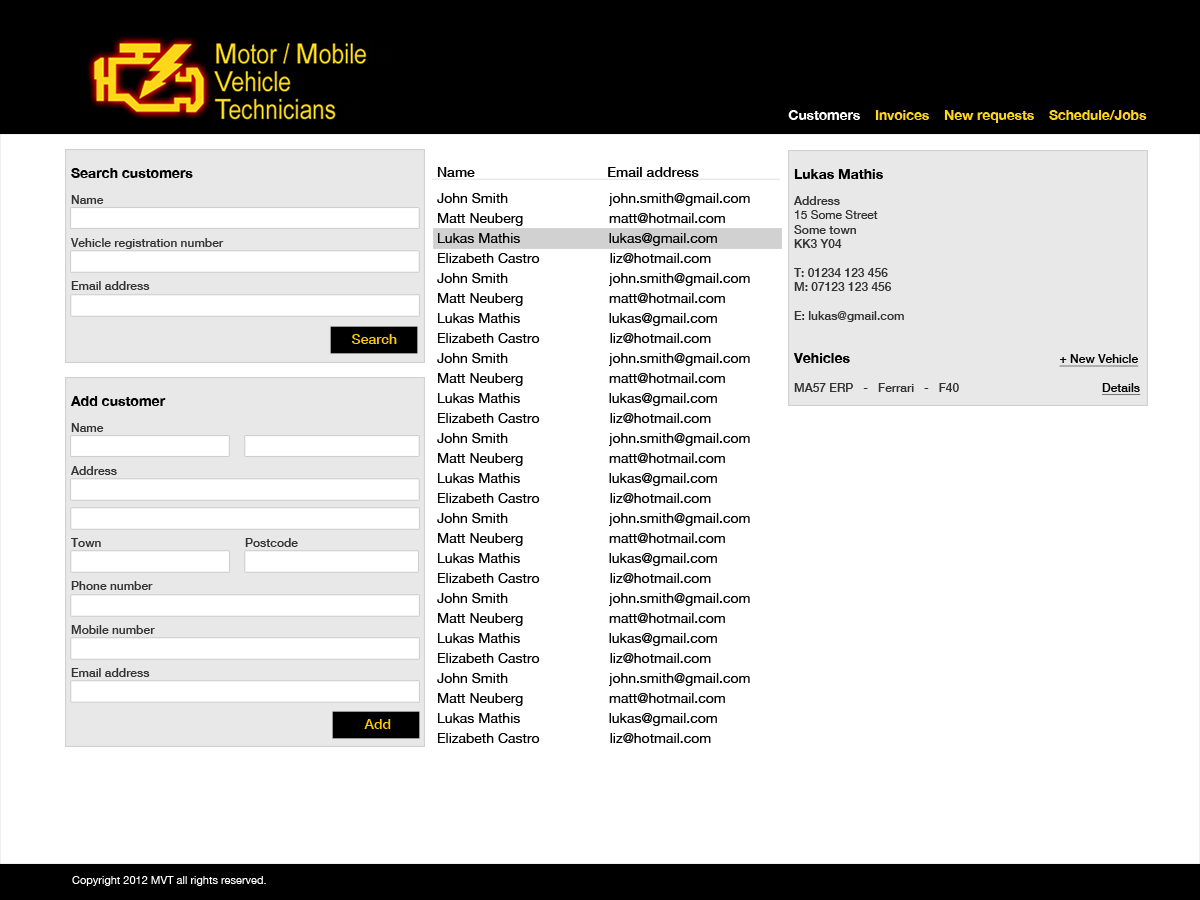 Motor / Mobile
Vehicle
Technicians
Customers Invoices New requests Schedule/Jobs
Search customers
Name
Vehicle registration number
Email address
Search
Add customer
Name
Address
Town Postcode
Phone number
Mobile number
Email address
Add
Name Email address
John Smith john.smith@gmail.com
Matt Neuberg matt@hotmail.com
Lukas Mathis lukas@gmail.com
Elizabeth Castro liz@hotmail.com
John Smith john.smith@gmail.com
Matt Neuberg matt@hotmail.com
Lukas Mathis lukas@gmail.com
Elizabeth Castro liz@hotmail.com
John Smith john.smith@gmail.com
Matt Neuberg matt@hotmail.com
Lukas Mathis lukas@gmail.com
Elizabeth Castro liz@hotmail.com
John Smith john.smith@gmail.com
Matt Neuberg matt@hotmail.com
Lukas Mathis lukas@gmail.com
Elizabeth Castro liz@hotmail.com
John Smith john.smith@gmail.com
Matt Neuberg matt@hotmail.com
Lukas Mathis lukas@gmail.com
Elizabeth Castro liz@hotmail.com
John Smith john.smith@gmail.com
Matt Neuberg matt@hotmail.com
Lukas Mathis lukas@gmail.com
Elizabeth Castro liz@hotmail.com
John Smith john.smith@gmail.com
Matt Neuberg matt@hotmail.com
Lukas Mathis lukas@gmail.com
Elizabeth Castro liz@hotmail.com
Lukas Mathis
Address
15 Some Street
Some town
KK3 Y04
T: 01234 123 456
M: 07123 123 456
E: lukas@gmail.com
Vehicles + New Vehicle
MA57 ERP - Ferrari - F40 Details
Copyright 2012 MVT all rights reserved.